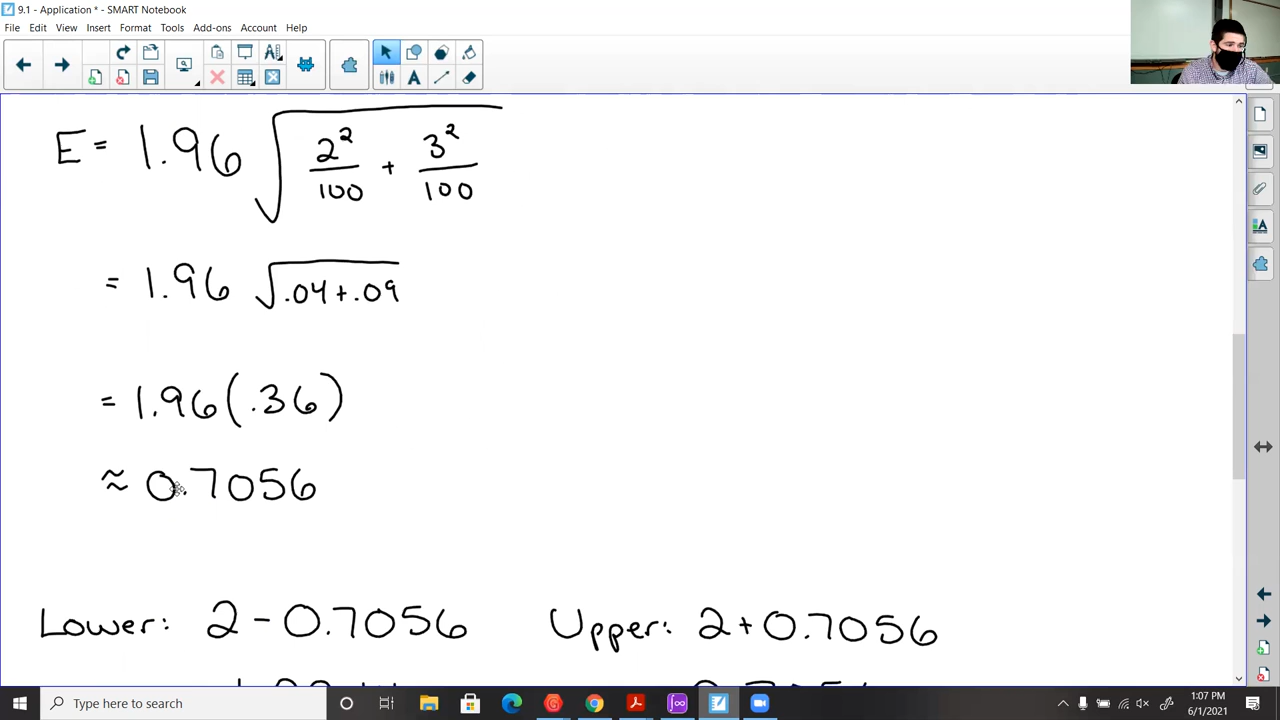 9.1 - Application * - SMART Notebook
File Edit View Insert Format Tools Add-ons Account Help
E = 1.96 √(2²/100 + 3²/100)
= 1.96 √.04+.09
= 1.96 (.36)
≈ 0.7056
Lower: 2 - 0.7056 Upper: 2 + 0.7056
Type here to search
1:07 PM
6/1/2021